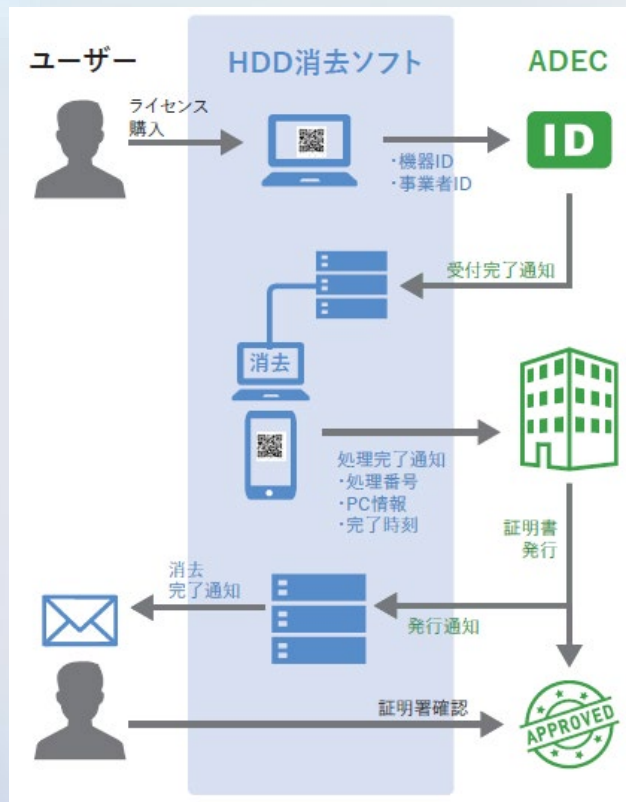 ユーザー
HDD消去ソフト
ADEC
ライセンス
購入
ID
・機器ID
・事業者ID
受付完了通知
消去
処理完了通知
・処理番号
・PC情報
・完了時刻
証明書
発行
消去
完了通知
発行通知
証明署確認
APPROVED